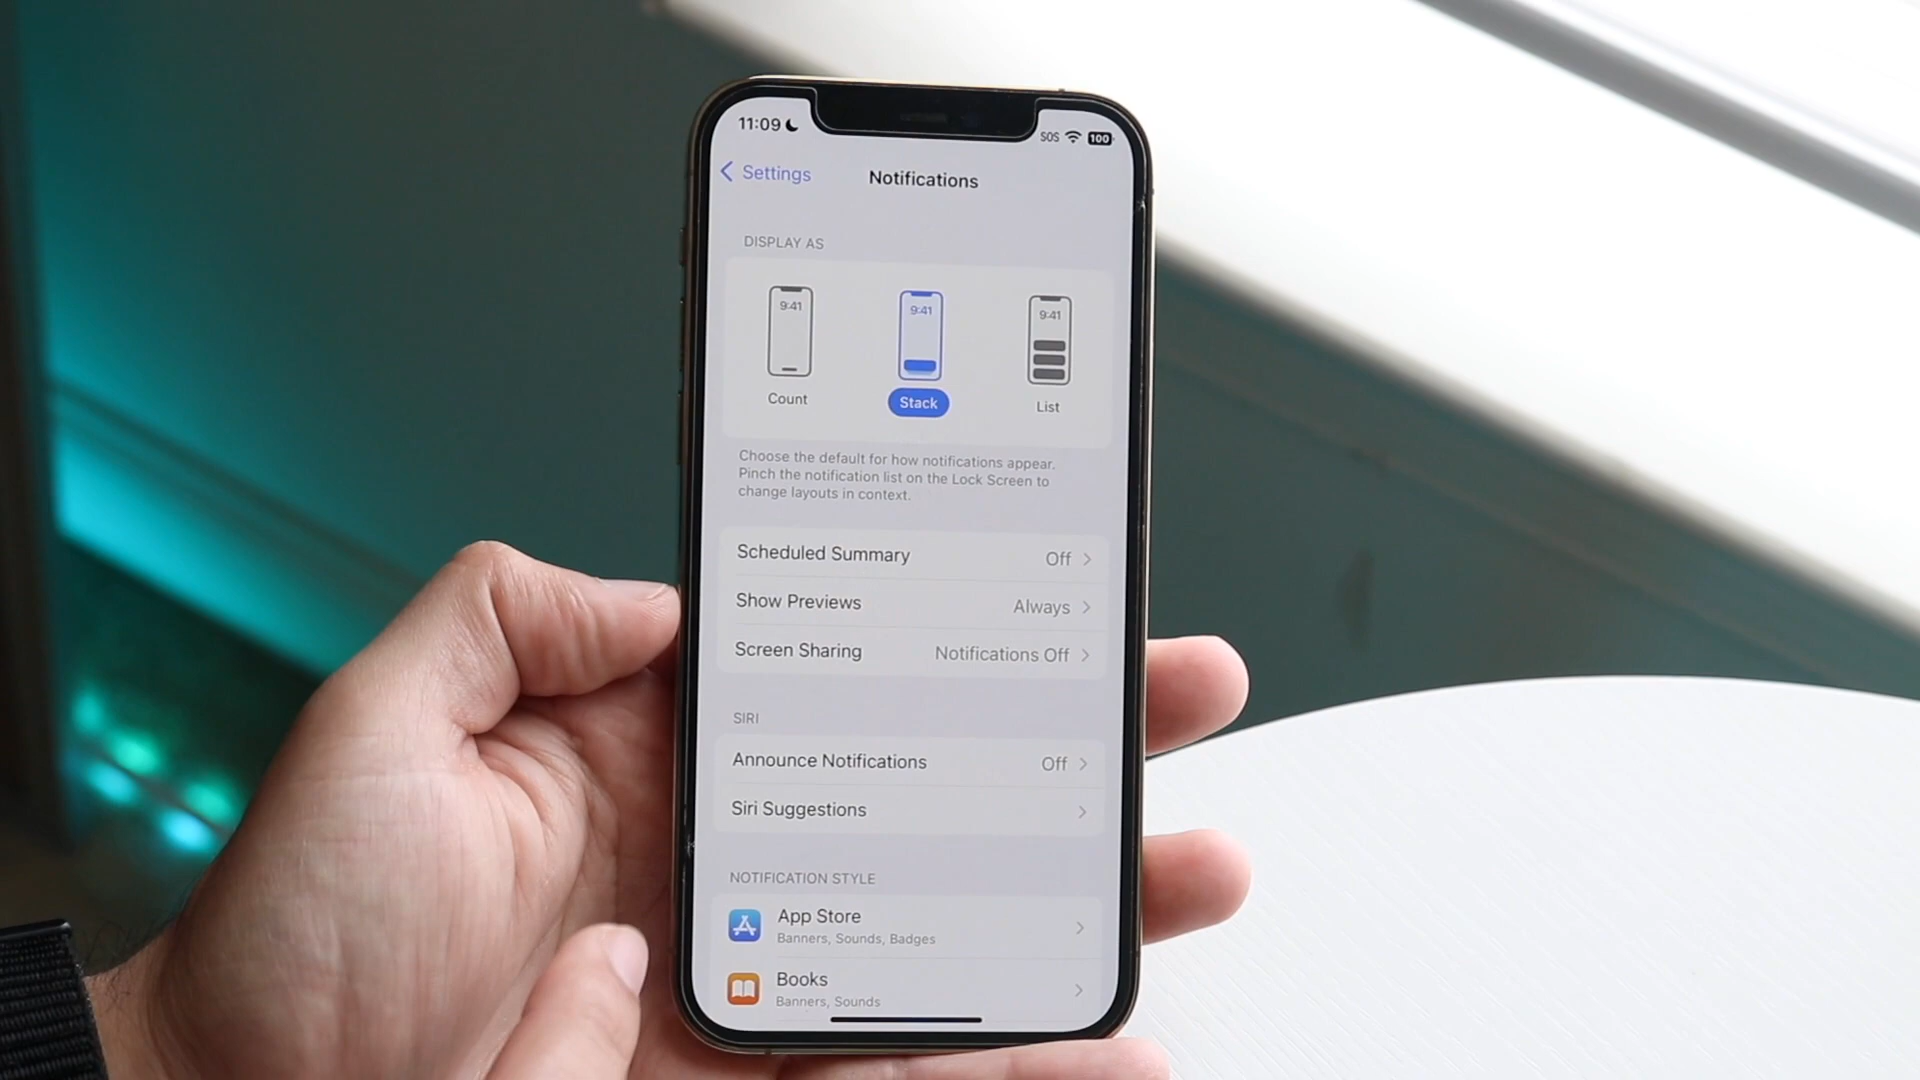 11:09
SOS 100
Settings
Notifications
DISPLAY AS
9:41 9:41 9:41
Count Stack List
Choose the default for how notifications appear.
Pinch the notification list on the Lock Screen to
change layouts in context.
Scheduled Summary Off
Show Previews Always
Screen Sharing Notifications Off
SIRI
Announce Notifications Off
Siri Suggestions
NOTIFICATION STYLE
App Store
Banners, Sounds, Badges
Books
Banners, Sounds